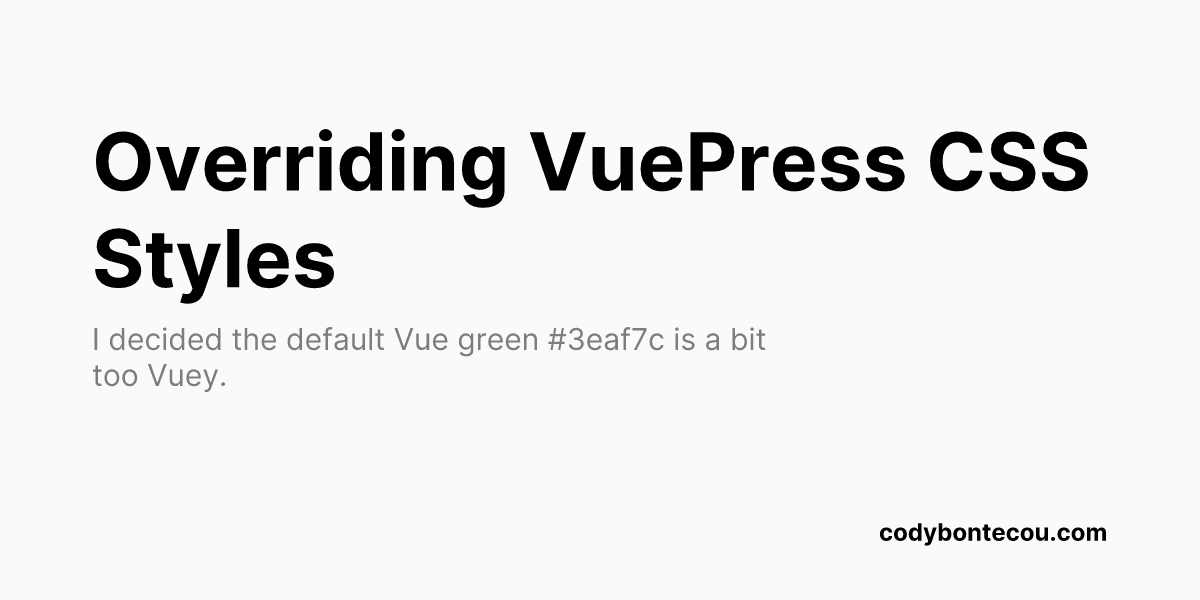 Overriding VuePress CSS
Styles
I decided the default Vue green #3eaf7c is a bit
too Vuey.
codybontecou.com